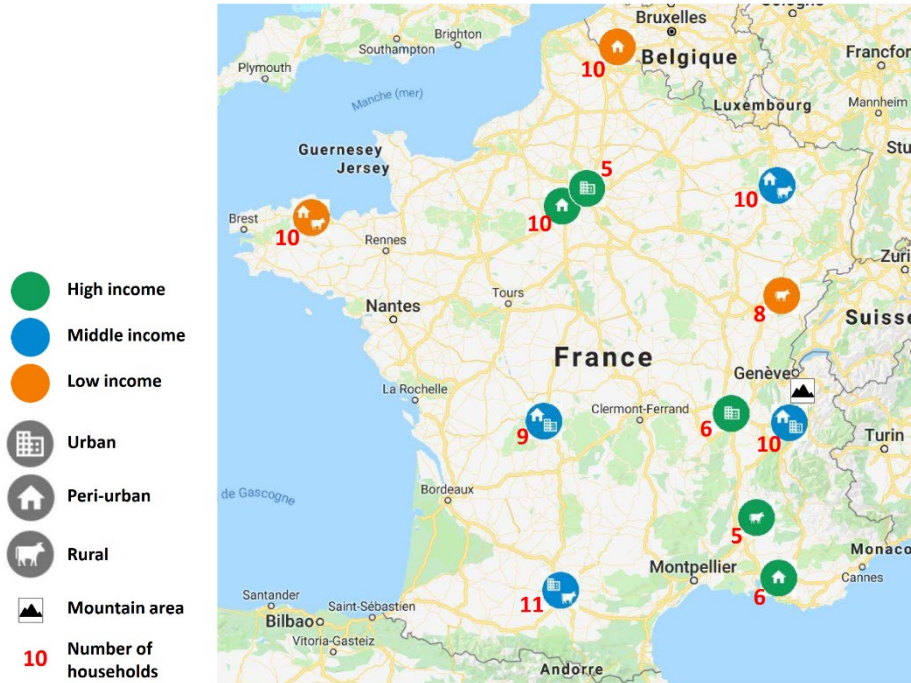 High income
Middle income
Low income
Urban
Peri-urban
Rural
Mountain area
10
Number of
households
Bruxelles
Southampton
Brighton
Belgique
Francfor
Plymouth
10
Manche (mer)
Luxembourg
Mannheim
Stu
Guernesey
Jersey
5
10
10
Brest
10
Rennes
Zuri
Nantes
Tours
8
Suisse
France
Genève
La Rochelle
Clermont-Ferrand
9
6
10
Turin
de Gascogne
Bordeaux
5
Monaco
Montpellier
Cannes
Santander
Saint-Sébastien
11
6
Bilbao
Vitoria-Gasteiz
Andorre